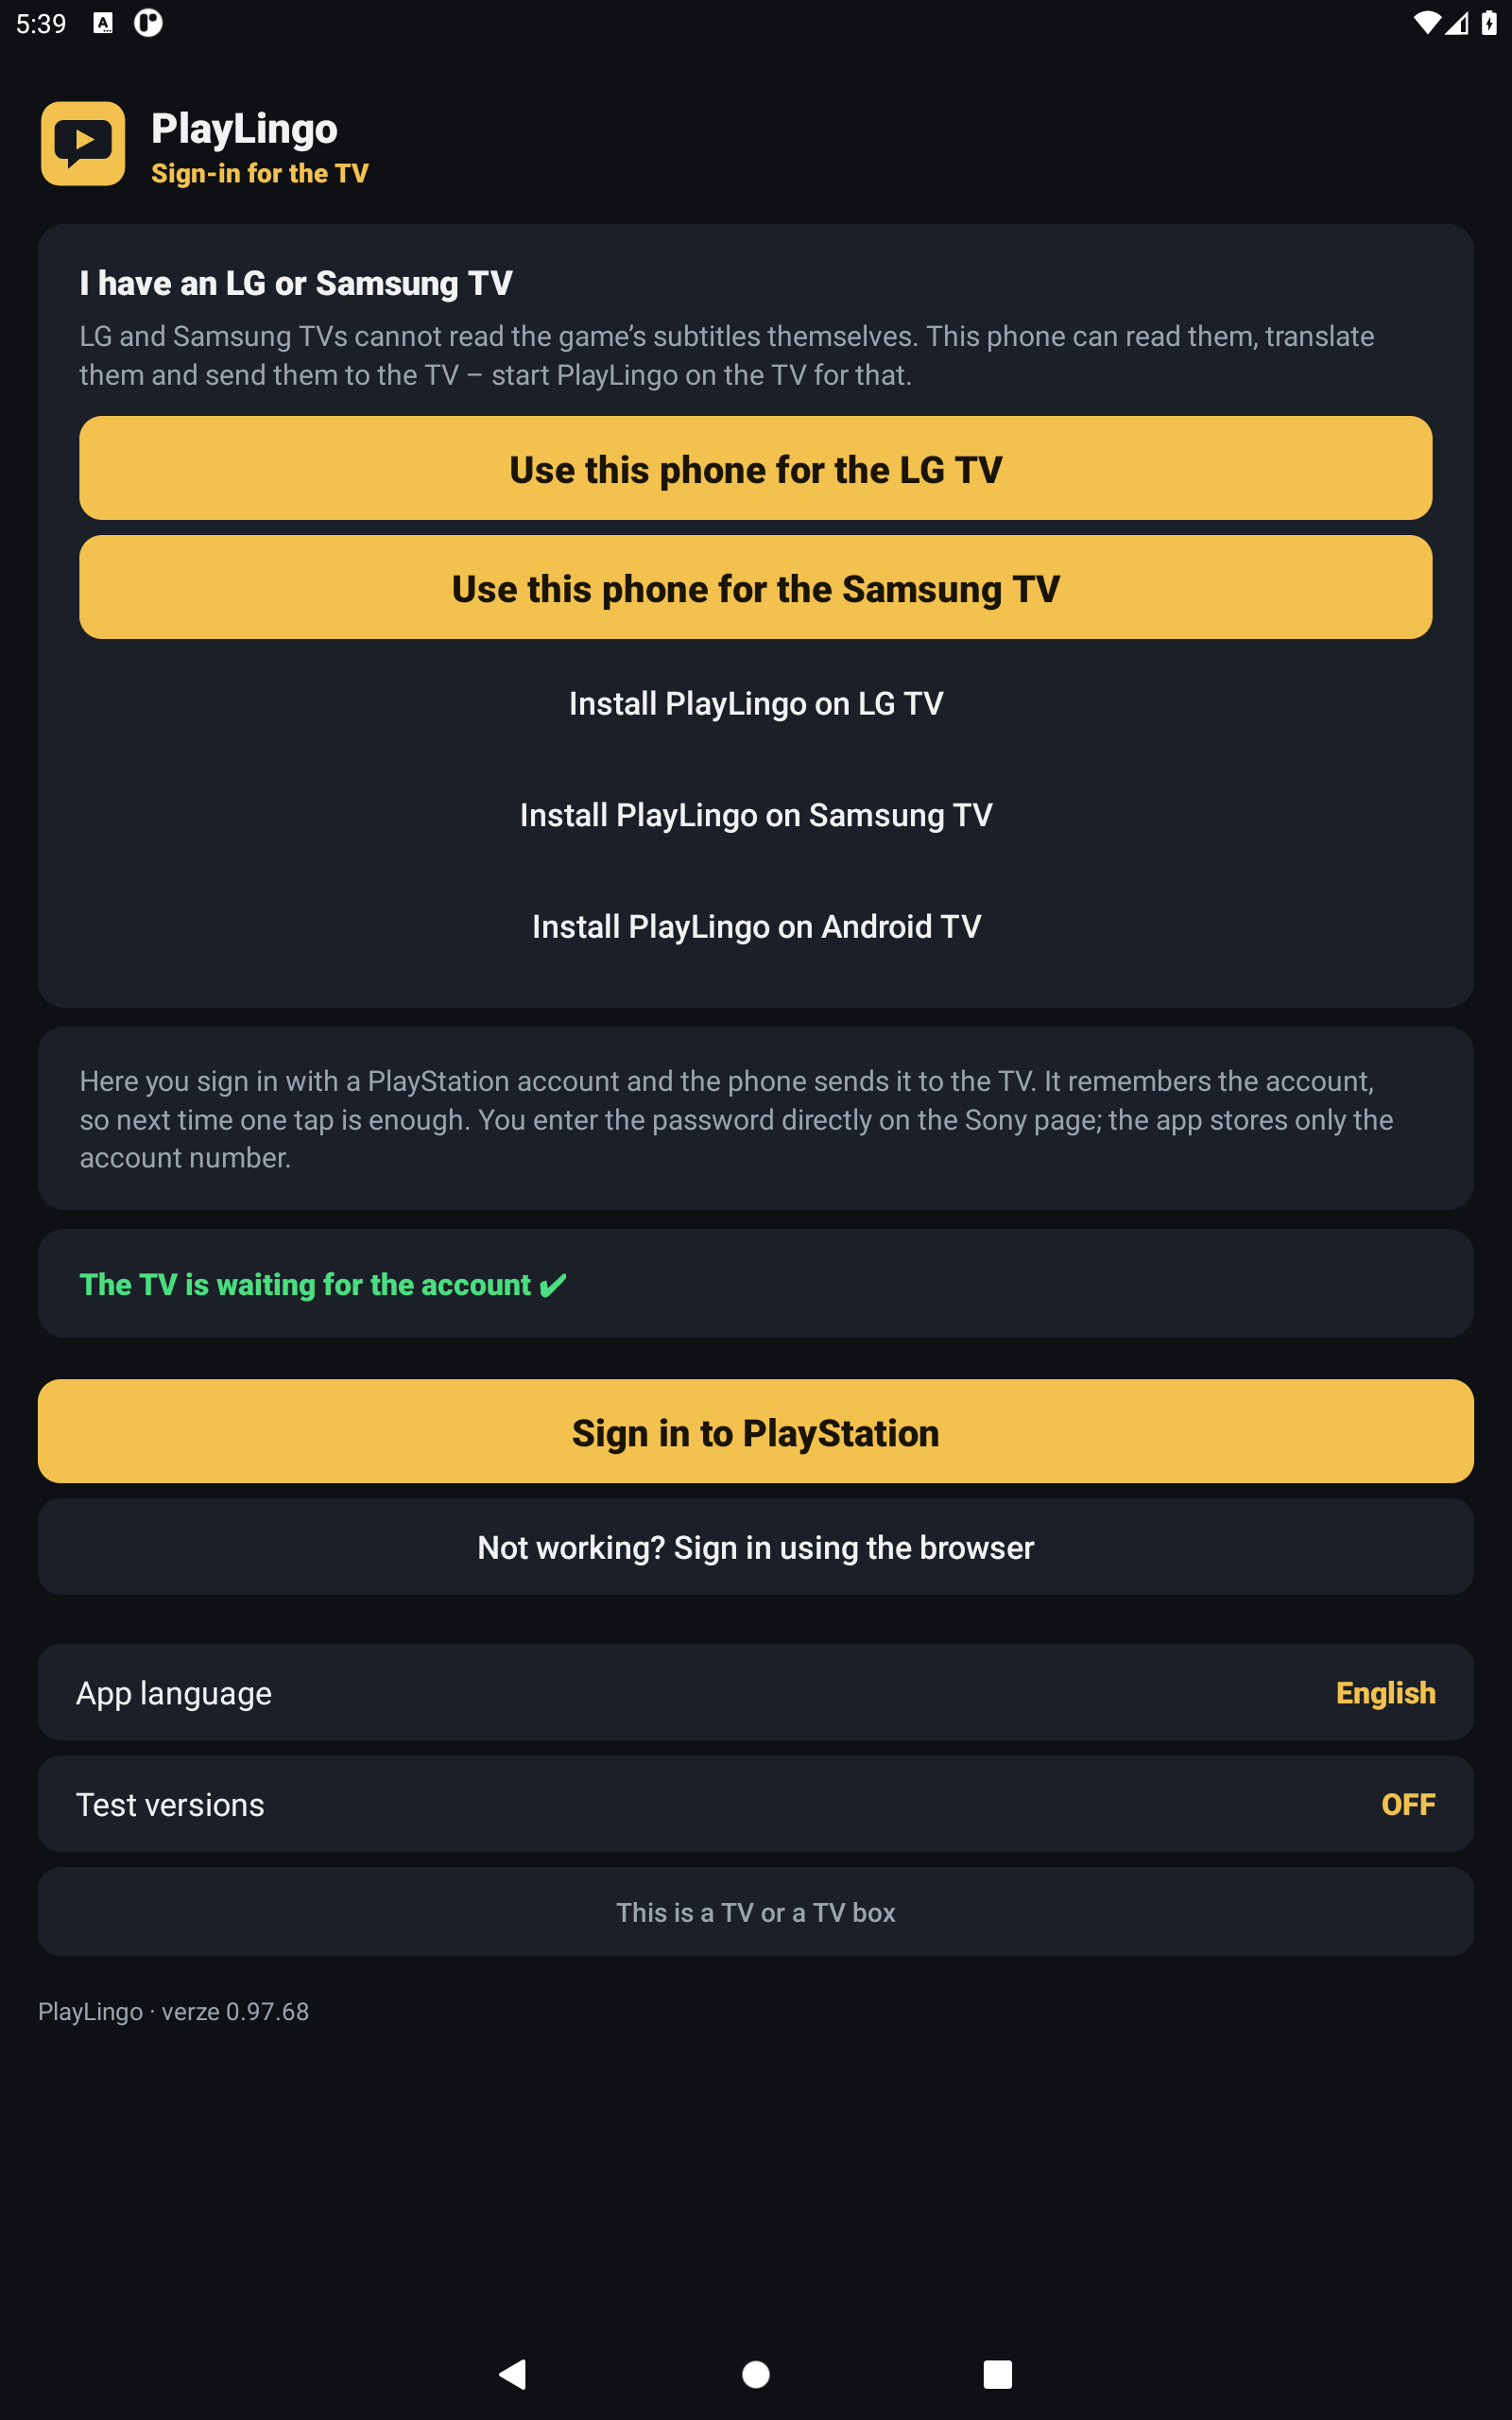 5:39
PlayLingo
Sign-in for the TV
I have an LG or Samsung TV
LG and Samsung TVs cannot read the game’s subtitles themselves. This phone can read them, translate
them and send them to the TV – start PlayLingo on the TV for that.
Use this phone for the LG TV
Use this phone for the Samsung TV
Install PlayLingo on LG TV
Install PlayLingo on Samsung TV
Install PlayLingo on Android TV
Here you sign in with a PlayStation account and the phone sends it to the TV. It remembers the account,
so next time one tap is enough. You enter the password directly on the Sony page; the app stores only the
account number.
The TV is waiting for the account ✔
Sign in to PlayStation
Not working? Sign in using the browser
App language English
Test versions OFF
This is a TV or a TV box
PlayLingo · verze 0.97.68